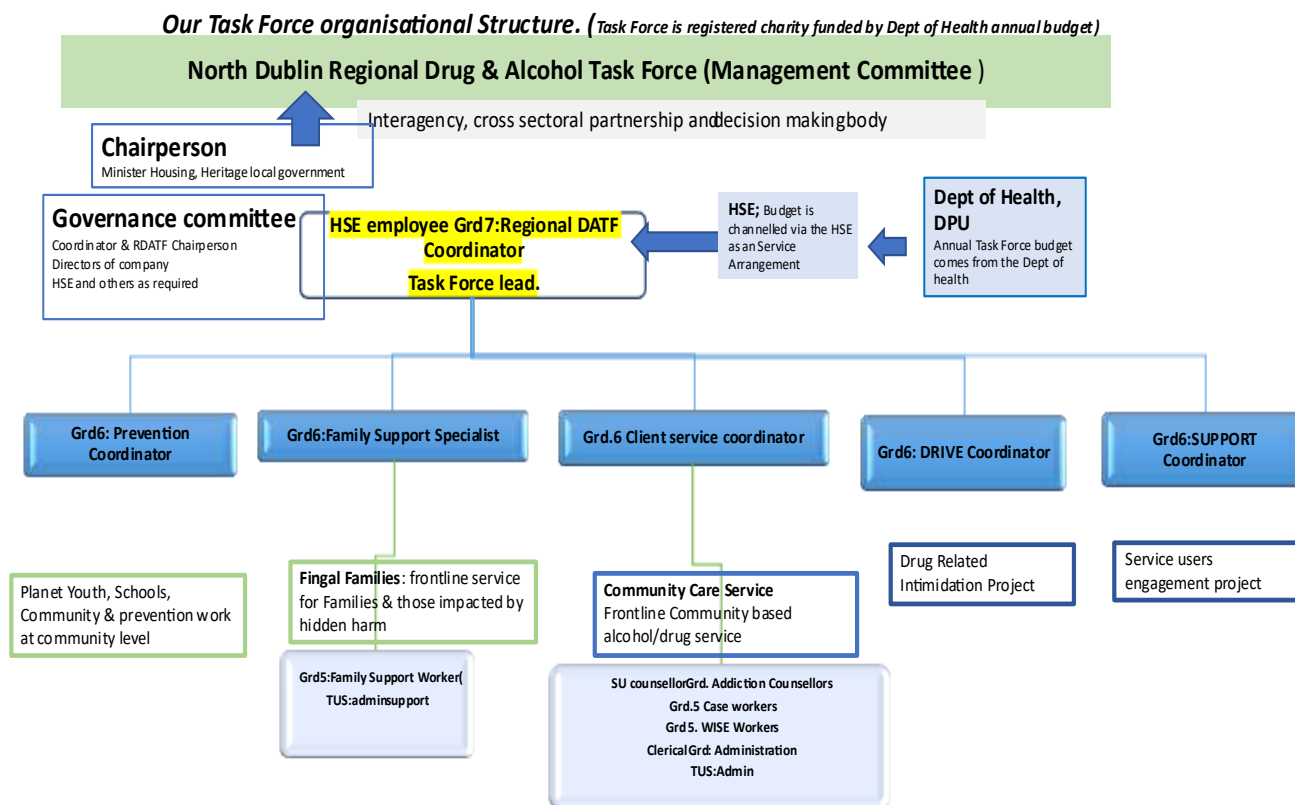 Our Task Force organisational Structure. (Task Force is registered charity funded by Dept of Health annual budget)
North Dublin Regional Drug & Alcohol Task Force (Management Committee )
Interagency, cross sectoral partnership anddecision makingbody
Chairperson
Minister Housing, Heritage local government
Governance committee
Coordinator & RDATF Chairperson
Directors of company
HSE and others as required
HSE employee Grd7:Regional DATF
Coordinator
Task Force lead.
HSE; Budget is
channelled via the HSE
as an Service
Arrangement
Dept of Health,
DPU
Annual Task Force budget
comes from the Dept of
health
Grd6: Prevention
Coordinator
Grd6:Family Support Specialist
Grd.6 Client service coordinator
Grd6: DRIVE Coordinator
Grd6:SUPPORT
Coordinator
Planet Youth, Schools,
Community & prevention work
at community level
Fingal Families: frontline service
for Families & those impacted by
hidden harm
Community Care Service
Frontline Community based
alcohol/drug service
Drug Related
Intimidation Project
Service users
engagement project
Grd5:Family Support Worker(
TUS:adminsupport
SU counsellorGrd. Addiction Counsellors
Grd.5 Case workers
Grd5. WISE Workers
ClericalGrd: Administration
TUS:Admin